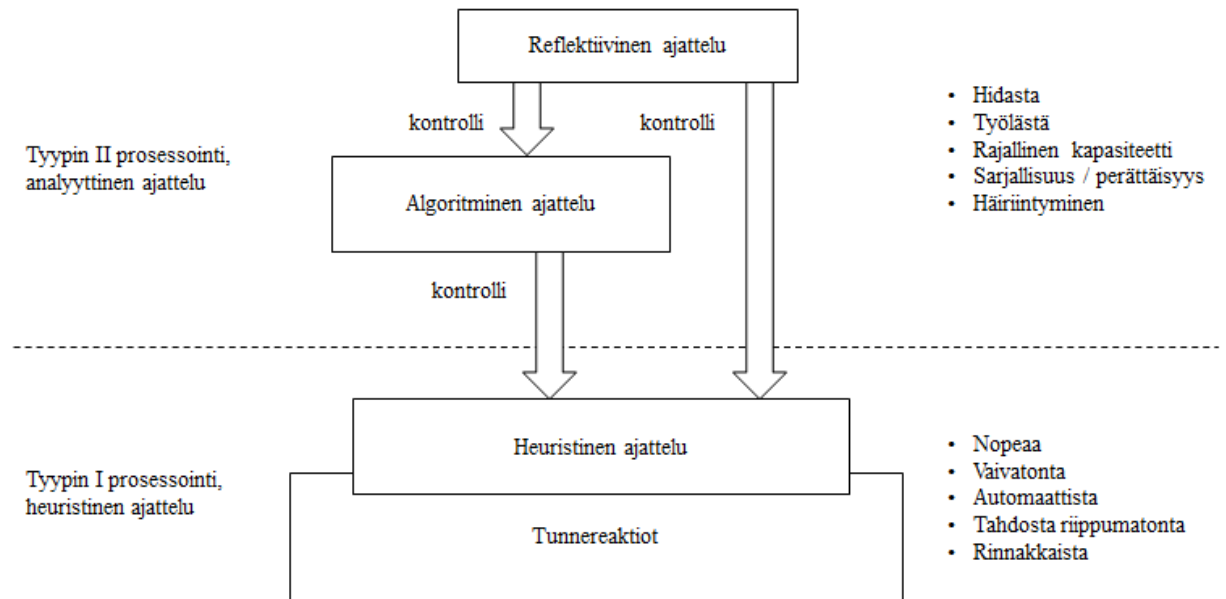 Reflektiivinen ajattelu
kontrolli
kontrolli
Tyypin II prosessointi,
analyyttinen ajattelu
Algoritminen ajattelu
kontrolli
• Hidasta
• Työlästä
• Rajallinen kapasiteetti
• Sarjallisuus / perättäisyys
• Häiriintyminen
Tyypin I prosessointi,
heuristinen ajattelu
Heuristinen ajattelu
Tunnereaktiot
• Nopeaa
• Vaivatonta
• Automaattista
• Tahdosta riippumatonta
• Rinnakkaista